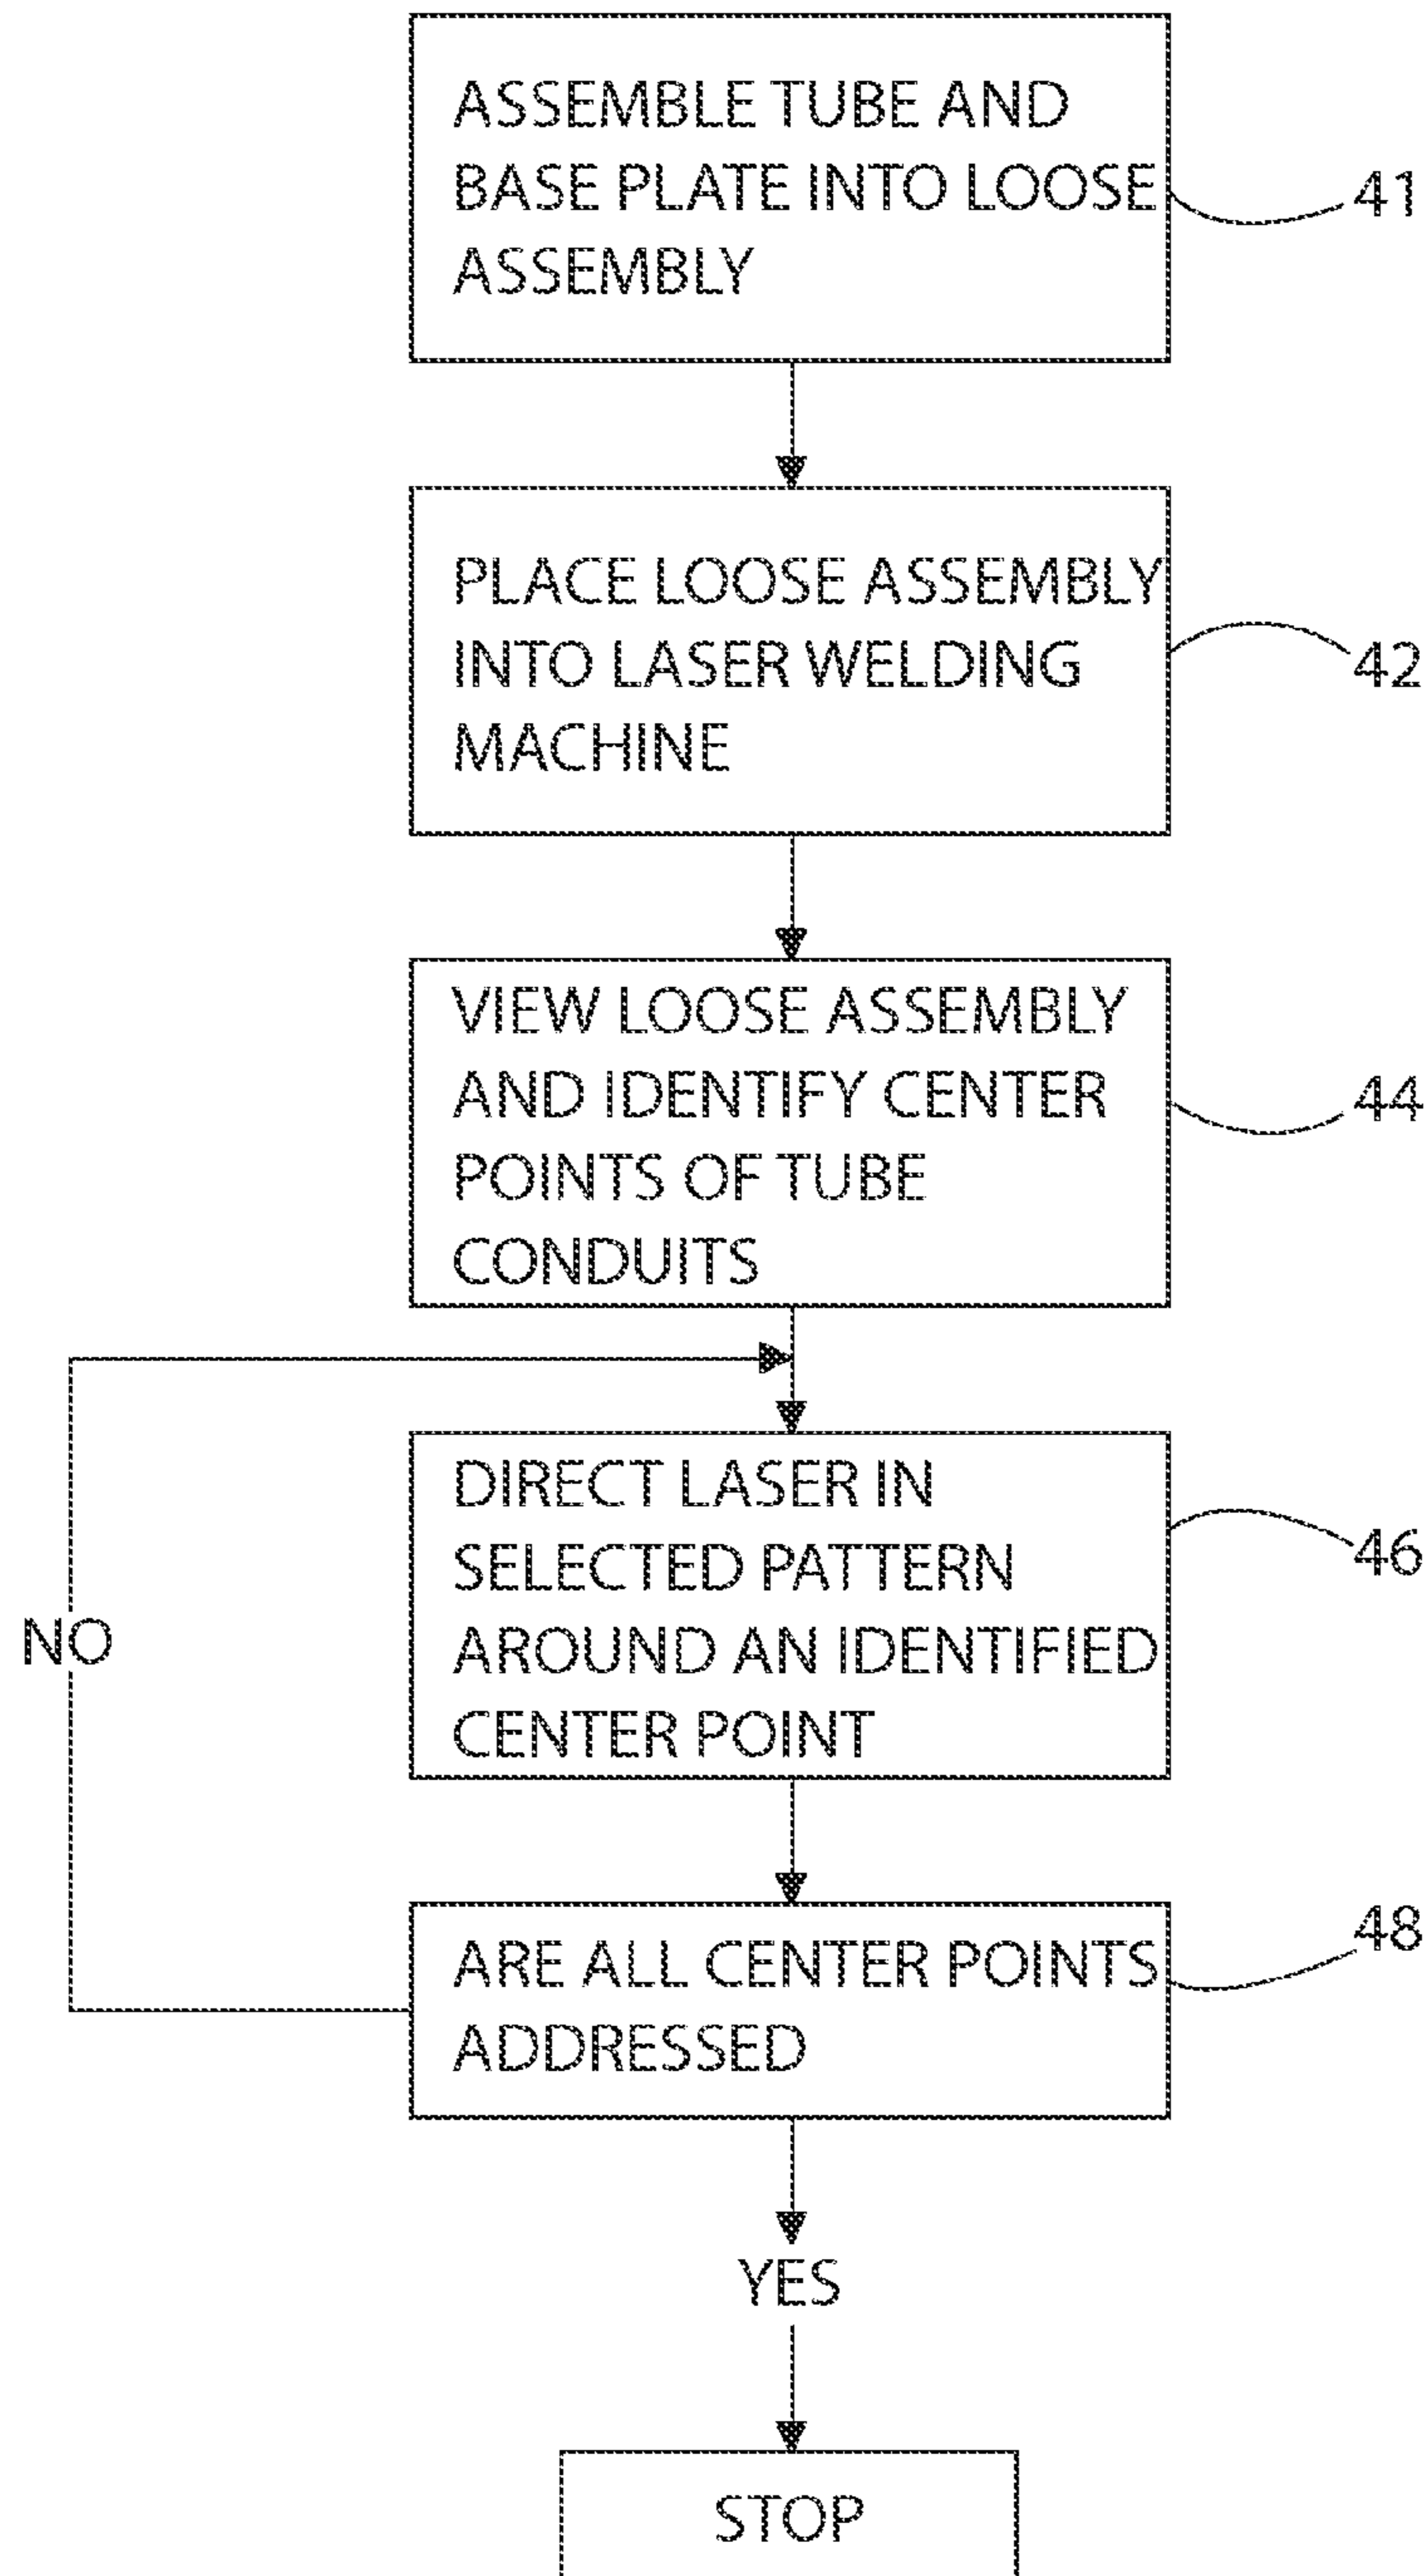 ASSEMBLE TUBE AND
BASE PLATE INTO LOOSE
ASSEMBLY
41
PLACE LOOSE ASSEMBLY
INTO LASER WELDING
MACHINE
42
VIEW LOOSE ASSEMBLY
AND IDENTIFY CENTER
POINTS OF TUBE
CONDUITS
44
DIRECT LASER IN
SELECTED PATTERN
AROUND AN IDENTIFIED
CENTER POINT
46
NO
ARE ALL CENTER POINTS
ADDRESSED
48
YES
STOP